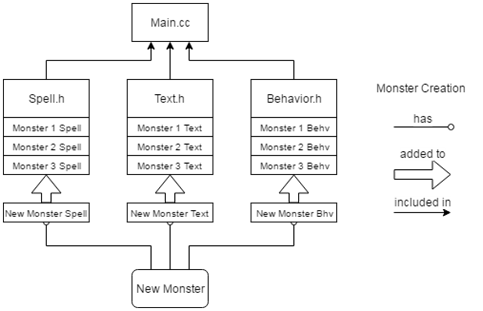 Main.cc
Spell.h
Text.h
Behavior.h
Monster Creation
Monster 1 Spell
Monster 1 Text
Monster 1 Behv
has
Monster 2 Spell
Monster 2 Text
Monster 2 Behv
added to
Monster 3 Spell
Monster 3 Text
Monster 3 Behv
included in
New Monster Spell
New Monster Text
New Monster Bhv
New Monster